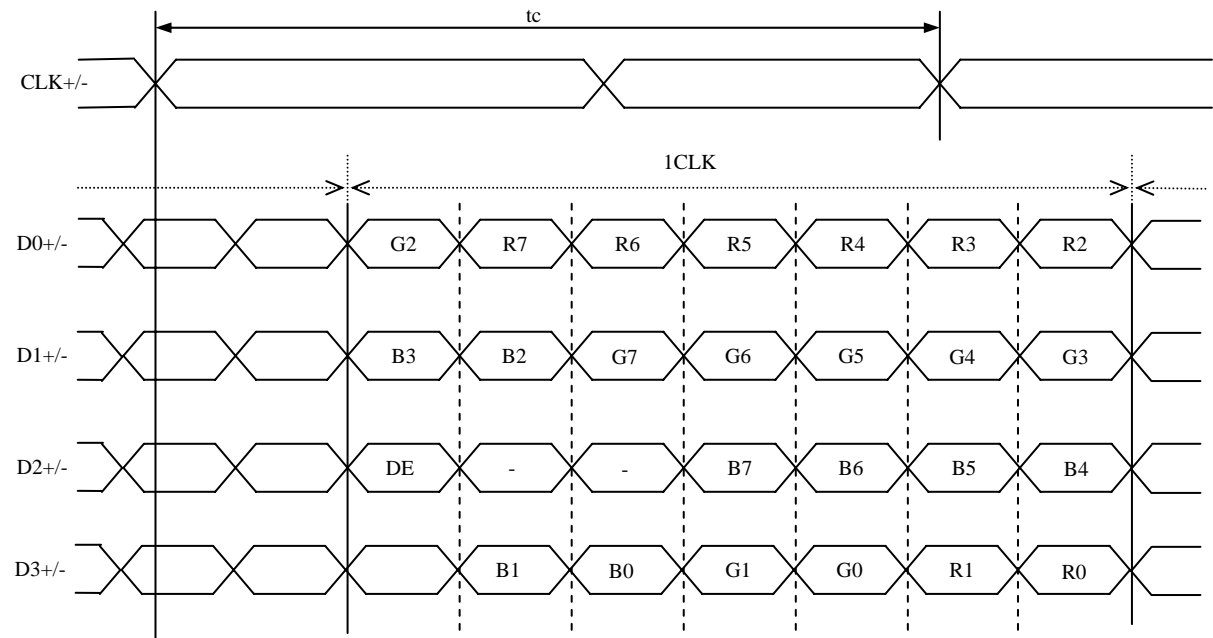 tc
CLK+/-
1CLK
D0+/- G2 R7 R6 R5 R4 R3 R2
D1+/- B3 B2 G7 G6 G5 G4 G3
D2+/- DE - - B7 B6 B5 B4
D3+/- B1 B0 G1 G0 R1 R0